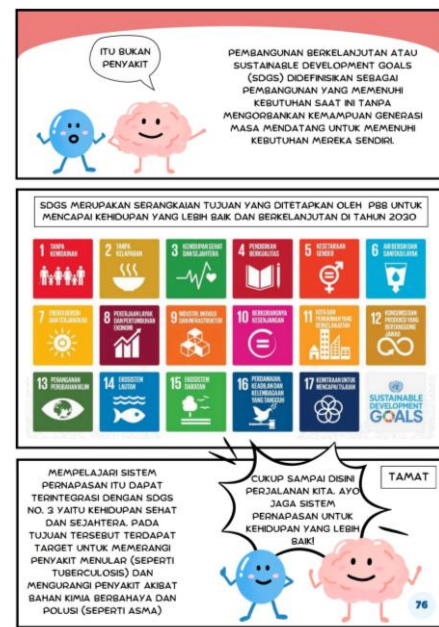 ITU BUKAN
PENYAKIT
PEMBANGUNAN BERKELANJUTAN ATAU
SUSTAINABLE DEVELOPMENT GOALS
(SDGS) DIDEFINISIKAN SEBAGAI
PEMBANGUNAN YANG MEMENUHI
KEBUTUHAN SAAT INI TANPA
MENGORBANKAN KEMAMPUAN GENERASI
MASA MENDATANG UNTUK MEMENUHI
KEBUTUHAN MEREKA SENDIRI.
SDGS MERUPAKAN SERANGKAIAN TUJUAN YANG DITETAPKAN OLEH PBB UNTUK
MENCAPAI KEHIDUPAN YANG LEBIH BAIK DAN BERKELANJUTAN DI TAHUN 2030
1 TANPA
KEMISKINAN
2 TANPA
KELAPARAN
3 KEHIDUPAN SEHAT
DAN SEJAHTERA
4 PENDIDIKAN
BERKUALITAS
5 KESETARAAN
GENDER
6 AIR BERSIH DAN
SANITASI LAYAK
7 ENERGI BERSIH
DAN TERJANGKAU
8 PEKERJAAN LAYAK
DAN PERTUMBUHAN
EKONOMI
9 INDUSTRI, INOVASI
DAN INFRASTRUKTUR
10 BERKURANGNYA
KESENJANGAN
11 KOTA DAN
PERMUKIMAN YANG
BERKELANJUTAN
12 KONSUMSI DAN
PRODUKSI YANG
BERTANGGUNG
JAWAB
13 PENANGANAN
PERUBAHAN IKLIM
14 EKOSISTEM
LAUTAN
15 EKOSISTEM
DARATAN
16 PERDAMAIAN,
KEADILAN DAN
KELEMBAGAAN
YANG TANGGUH
17 KEMITRAAN UNTUK
MENCAPAI TUJUAN
SUSTAINABLE
DEVELOPMENT
GOALS
MEMPELAJARI SISTEM
PERNAPASAN ITU DAPAT
TERINTEGRASI DENGAN SDGS
NO. 3 YAITU KEHIDUPAN SEHAT
DAN SEJAHTERA. PADA
TUJUAN TERSEBUT TERDAPAT
TARGET UNTUK MEMERANGI
PENYAKIT MENULAR (SEPERTI
TUBERCULOSIS) DAN
MENGURANGI PENYAKIT AKIBAT
BAHAN KIMIA BERBAHAYA DAN
POLUSI (SEPERTI ASMA)
CUKUP SAMPAI DISINI
PERJALANAN KITA. AYO
JAGA SISTEM
PERNAPASAN UNTUK
KEHIDUPAN YANG LEBIH
BAIK!
TAMAT
76